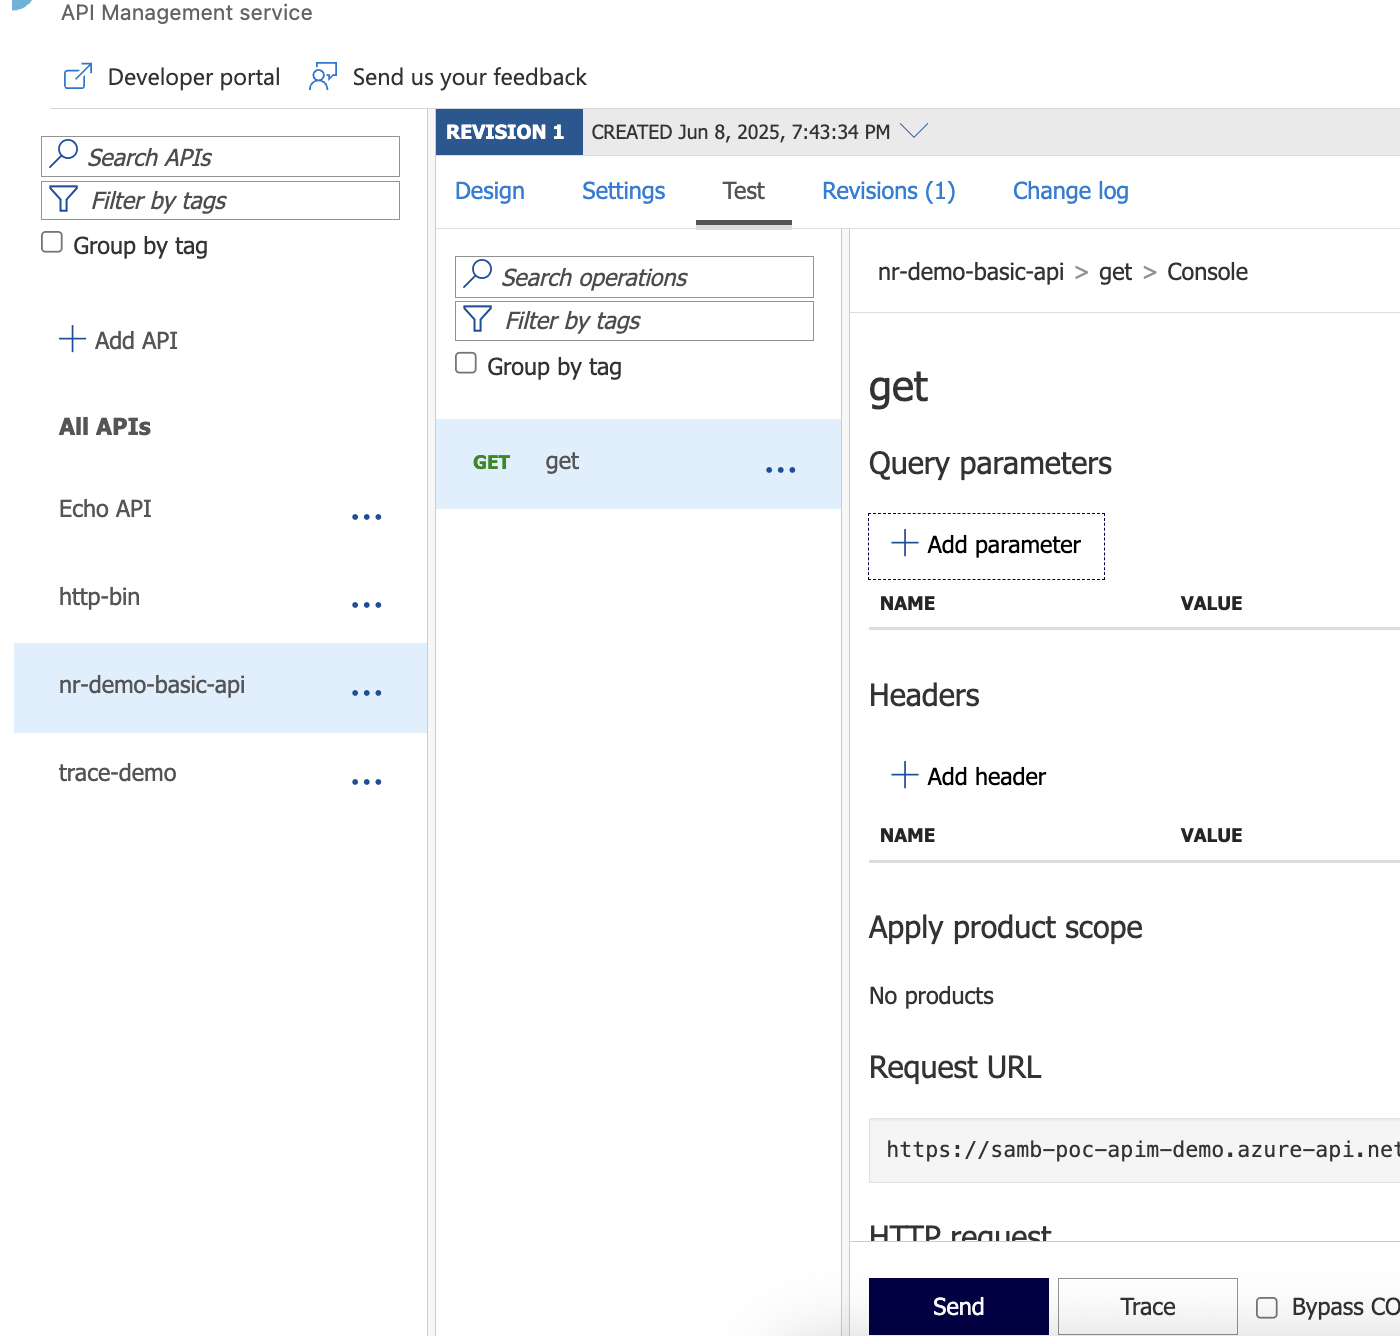 API Management service
Developer portal
Send us your feedback
Search APIs
Filter by tags
Group by tag
Add API
All APIs
Echo API
http-bin
nr-demo-basic-api
trace-demo
REVISION 1
CREATED Jun 8, 2025, 7:43:34 PM
Design
Settings
Test
Revisions (1)
Change log
Search operations
Filter by tags
Group by tag
GET get
nr-demo-basic-api > get > Console
get
Query parameters
Add parameter
NAME VALUE
Headers
Add header
NAME VALUE
Apply product scope
No products
Request URL
https://samb-poc-apim-demo.azure-api.net
HTTP request
Send
Trace
Bypass CO